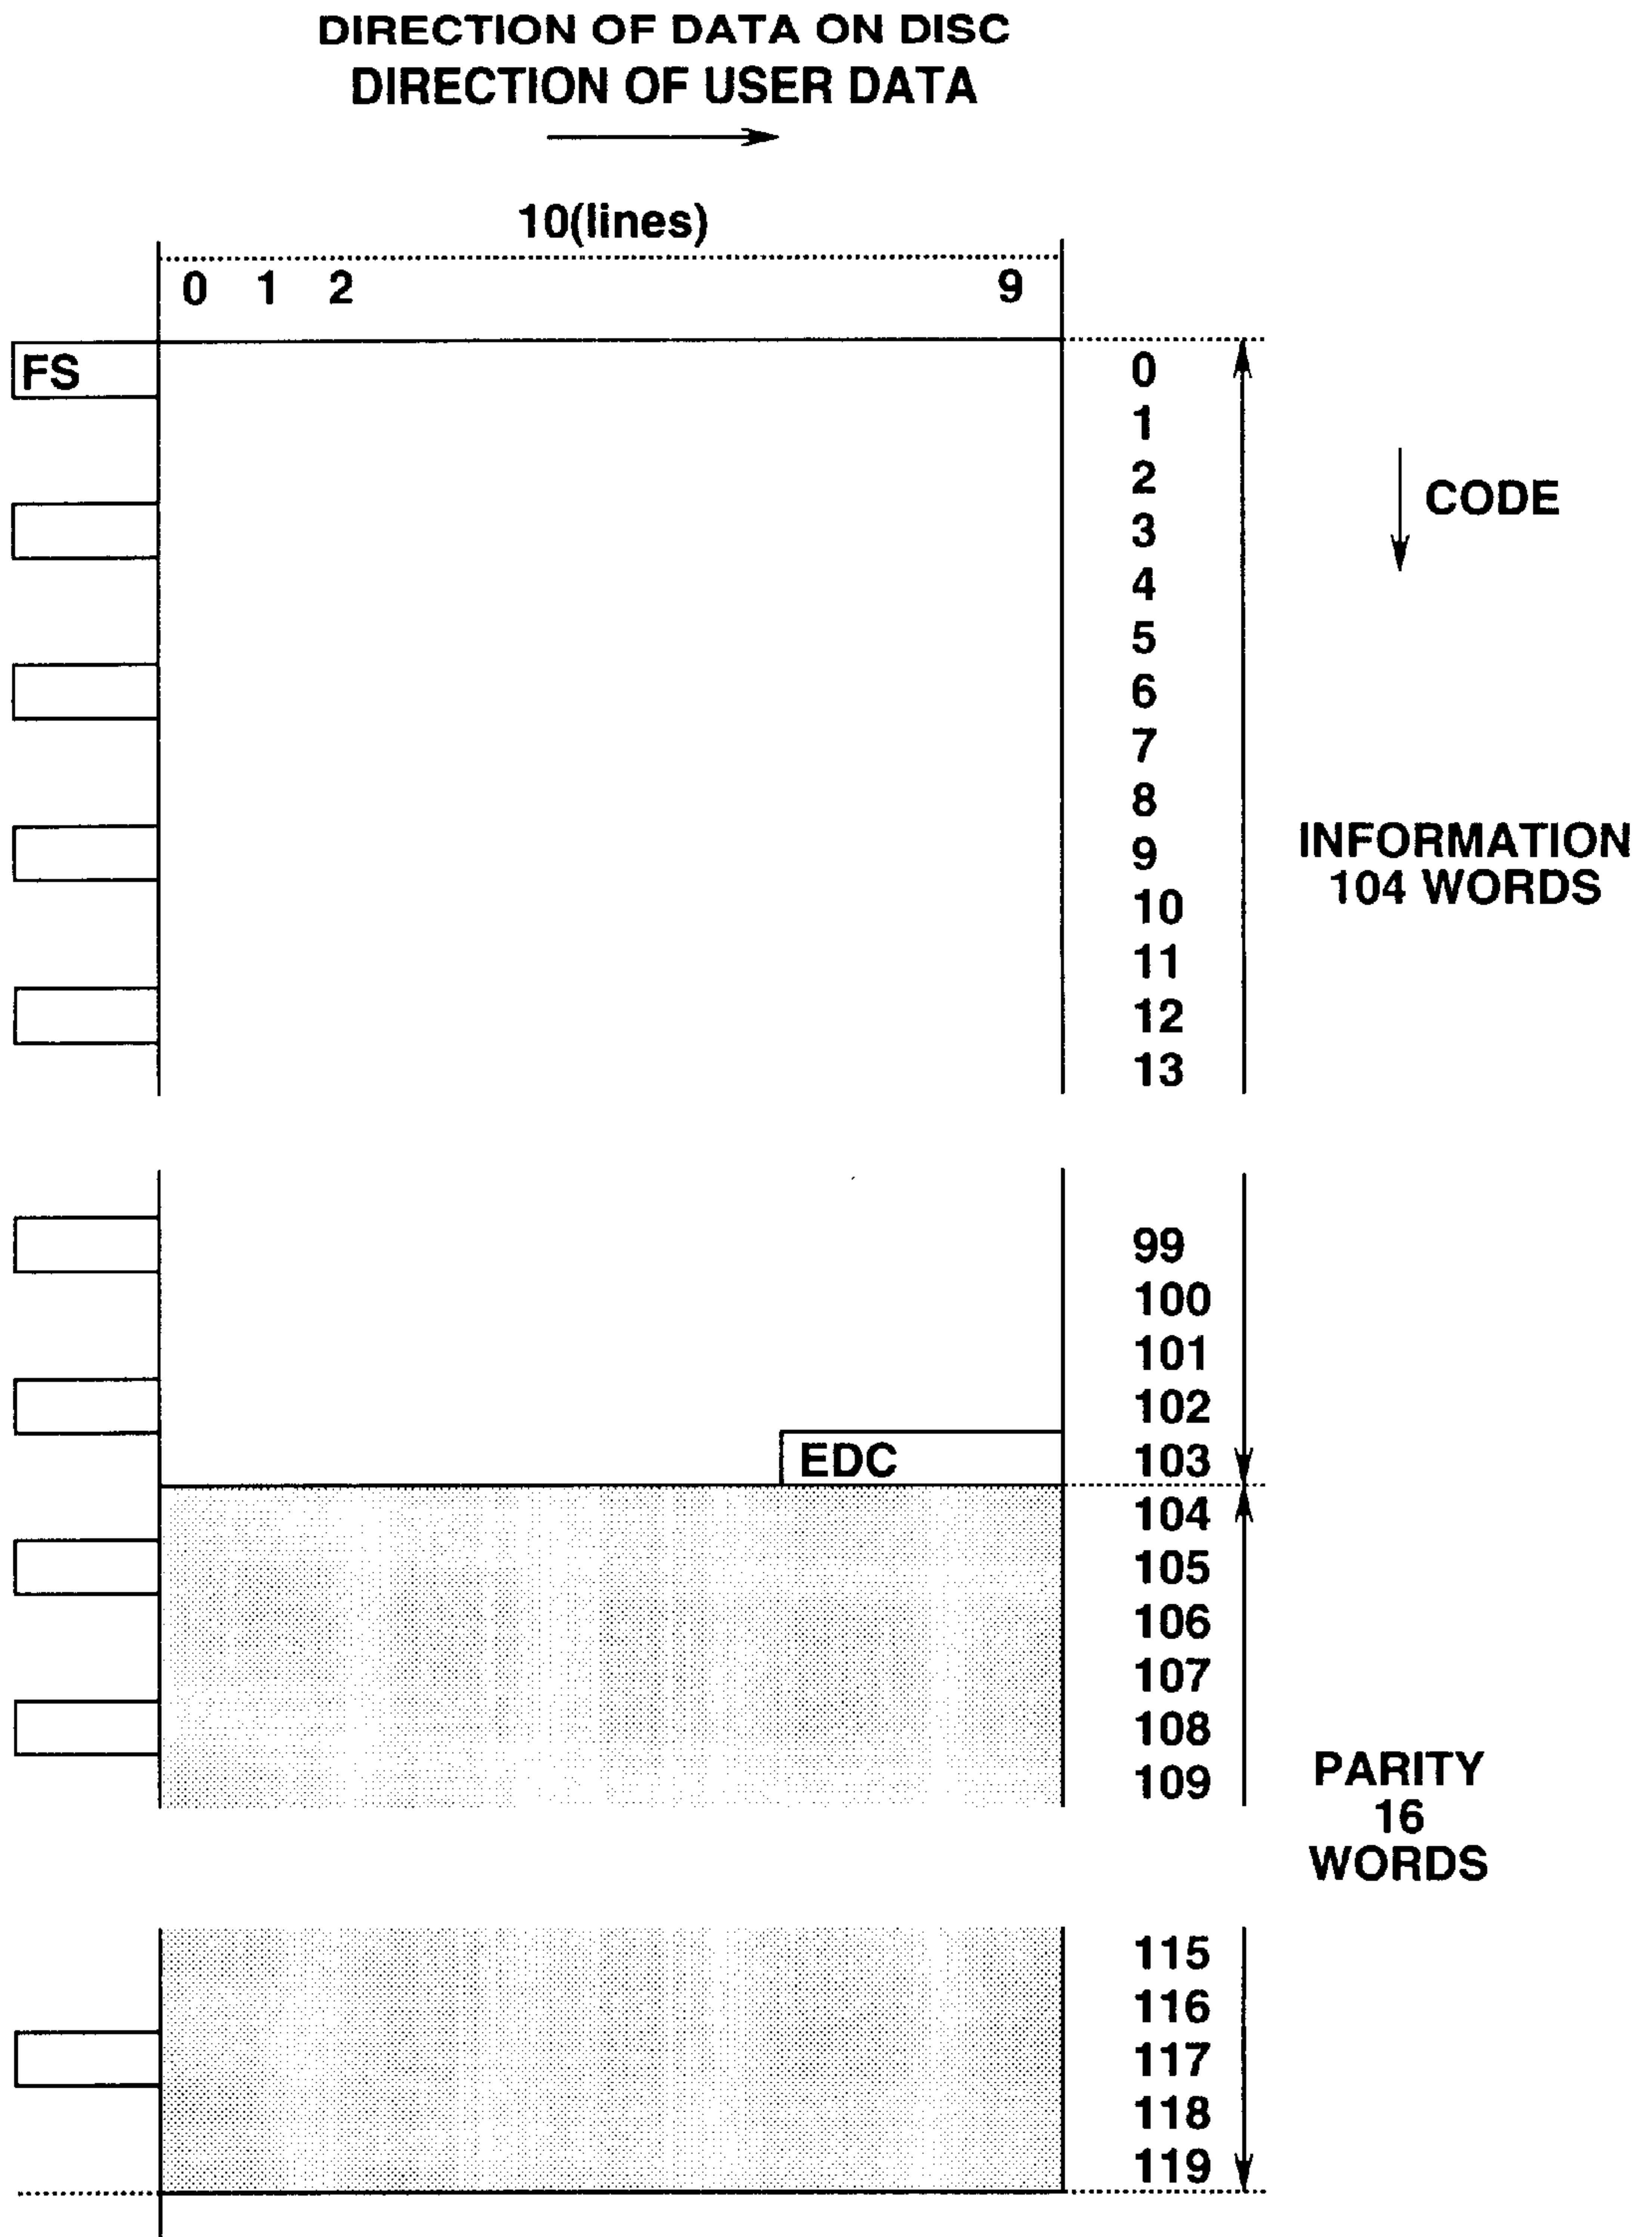 DIRECTION OF DATA ON DISC
DIRECTION OF USER DATA
10(lines)
0 1 2 9
FS
0
1
2
3
4
5
6
7
8
9
10
11
12
13
CODE
INFORMATION
104 WORDS
99
100
101
102
EDC 103
104
105
106
107
108
109
PARITY
16
WORDS
115
116
117
118
119